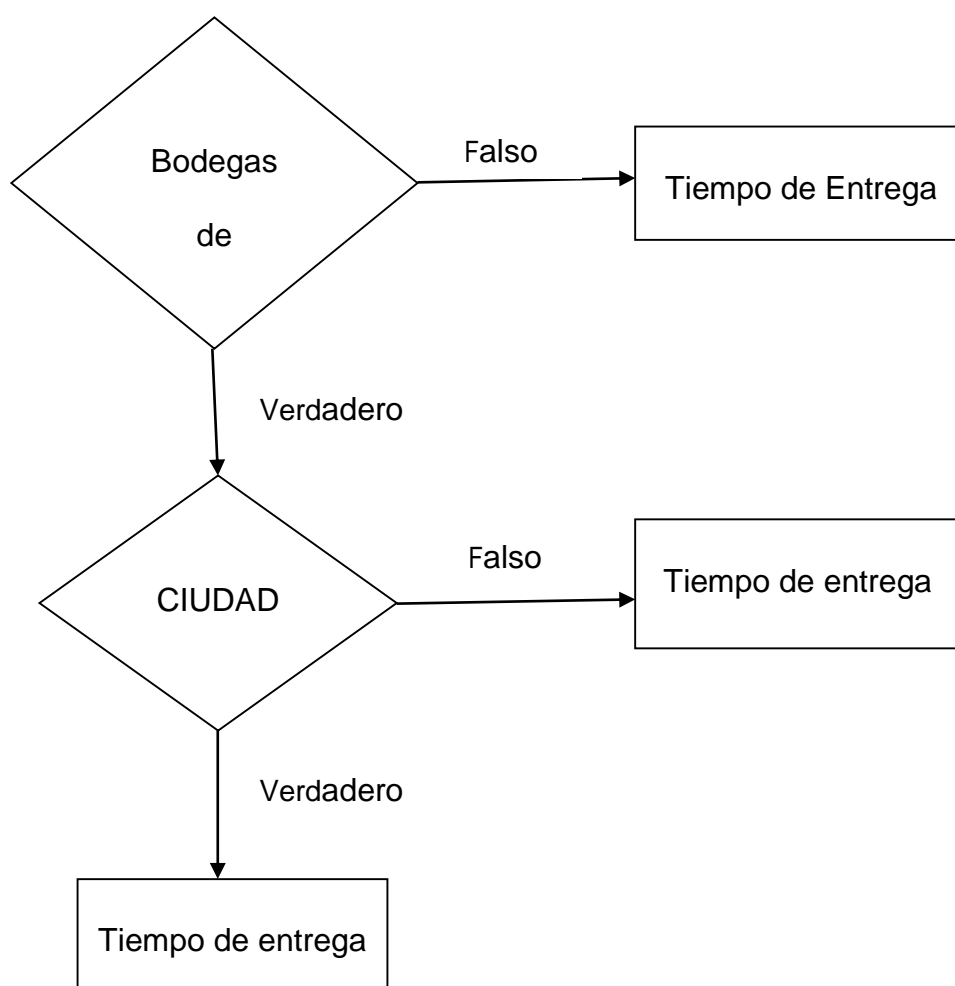 Bodegas
de
Falso
Tiempo de Entrega
Verdadero
CIUDAD
Falso
Tiempo de entrega
Verdadero
Tiempo de entrega